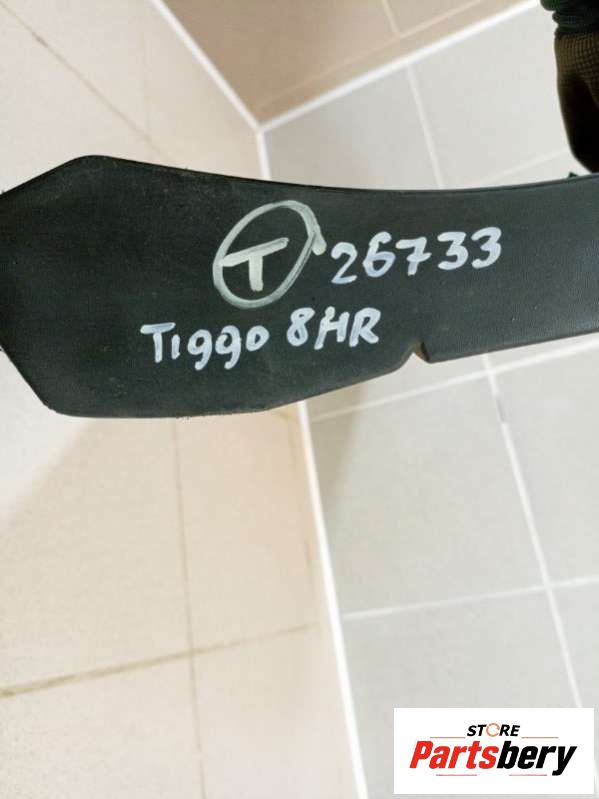 T 26733
Tiggo 8HR
STORE
Partsbery